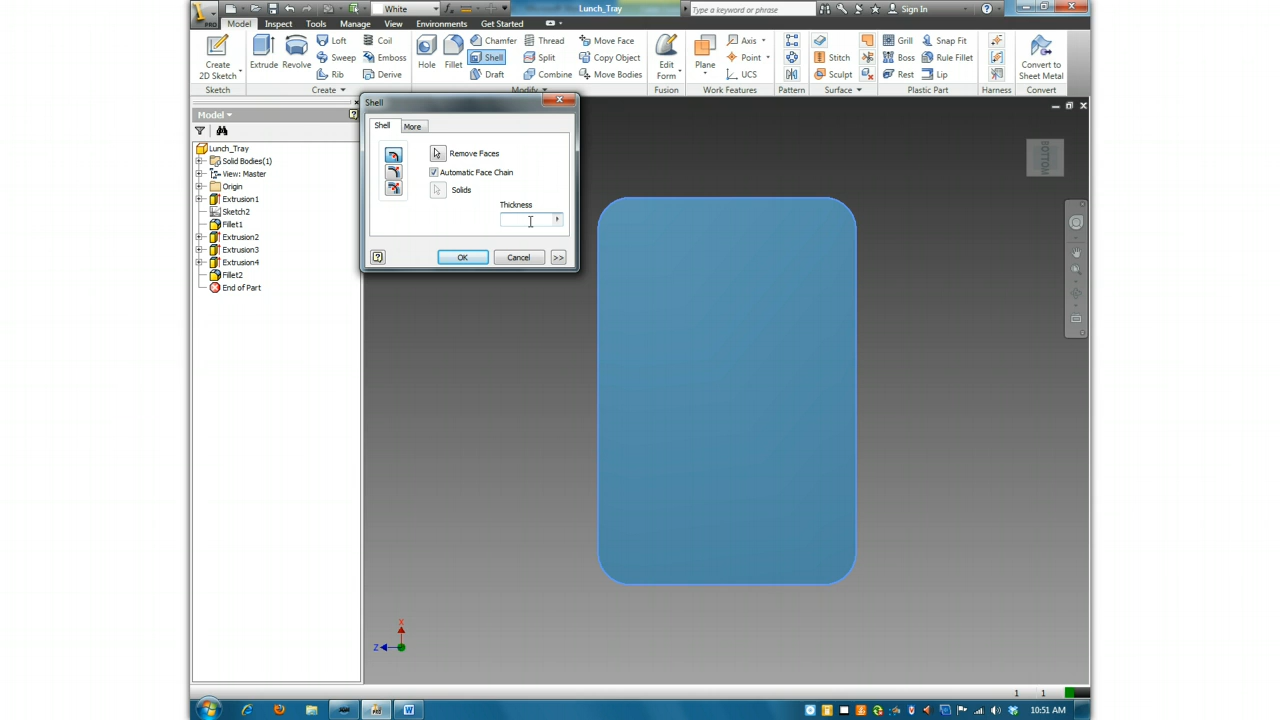 White
Lunch_Tray
Type a keyword or phrase
Sign In
PRO
Model
Inspect
Tools
Manage
View
Environments
Get Started
Create
2D Sketch
Sketch
Extrude
Revolve
Loft
Sweep
Rib
Coil
Emboss
Derive
Create
Hole
Fillet
Chamfer
Shell
Draft
Thread
Split
Combine
Move Face
Copy Object
Move Bodies
Modify
Edit
Form
Fusion
Plane
Axis
Point
UCS
Work Features
Pattern
Stitch
Sculpt
Surface
Grill
Boss
Rest
Snap Fit
Rule Fillet
Lip
Plastic Part
Harness
Convert to
Sheet Metal
Convert
Model
Lunch_Tray
Solid Bodies(1)
View: Master
Origin
Extrusion1
Sketch2
Fillet1
Extrusion2
Extrusion3
Extrusion4
Fillet2
End of Part
Shell
Shell
More
Remove Faces
Automatic Face Chain
Solids
Thickness
OK
Cancel
>>
BOTTOM
X
Z
1
1
10:51 AM